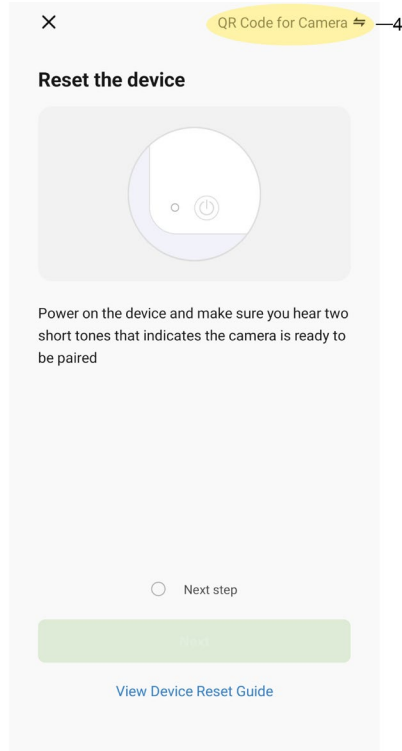 QR Code for Camera ⇋ —4
Reset the device
Power on the device and make sure you hear two
short tones that indicates the camera is ready to
be paired
Next step
Next
View Device Reset Guide